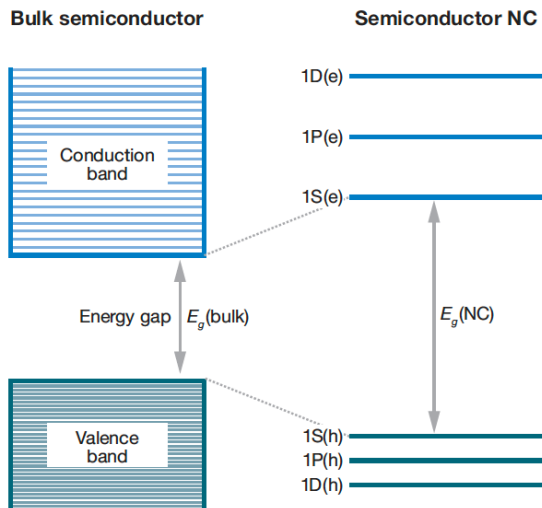 Bulk semiconductor
Semiconductor NC
1D(e)
1P(e)
Conduction
band
1S(e)
Energy gap
E_g(bulk)
E_g(NC)
Valence
band
1S(h)
1P(h)
1D(h)